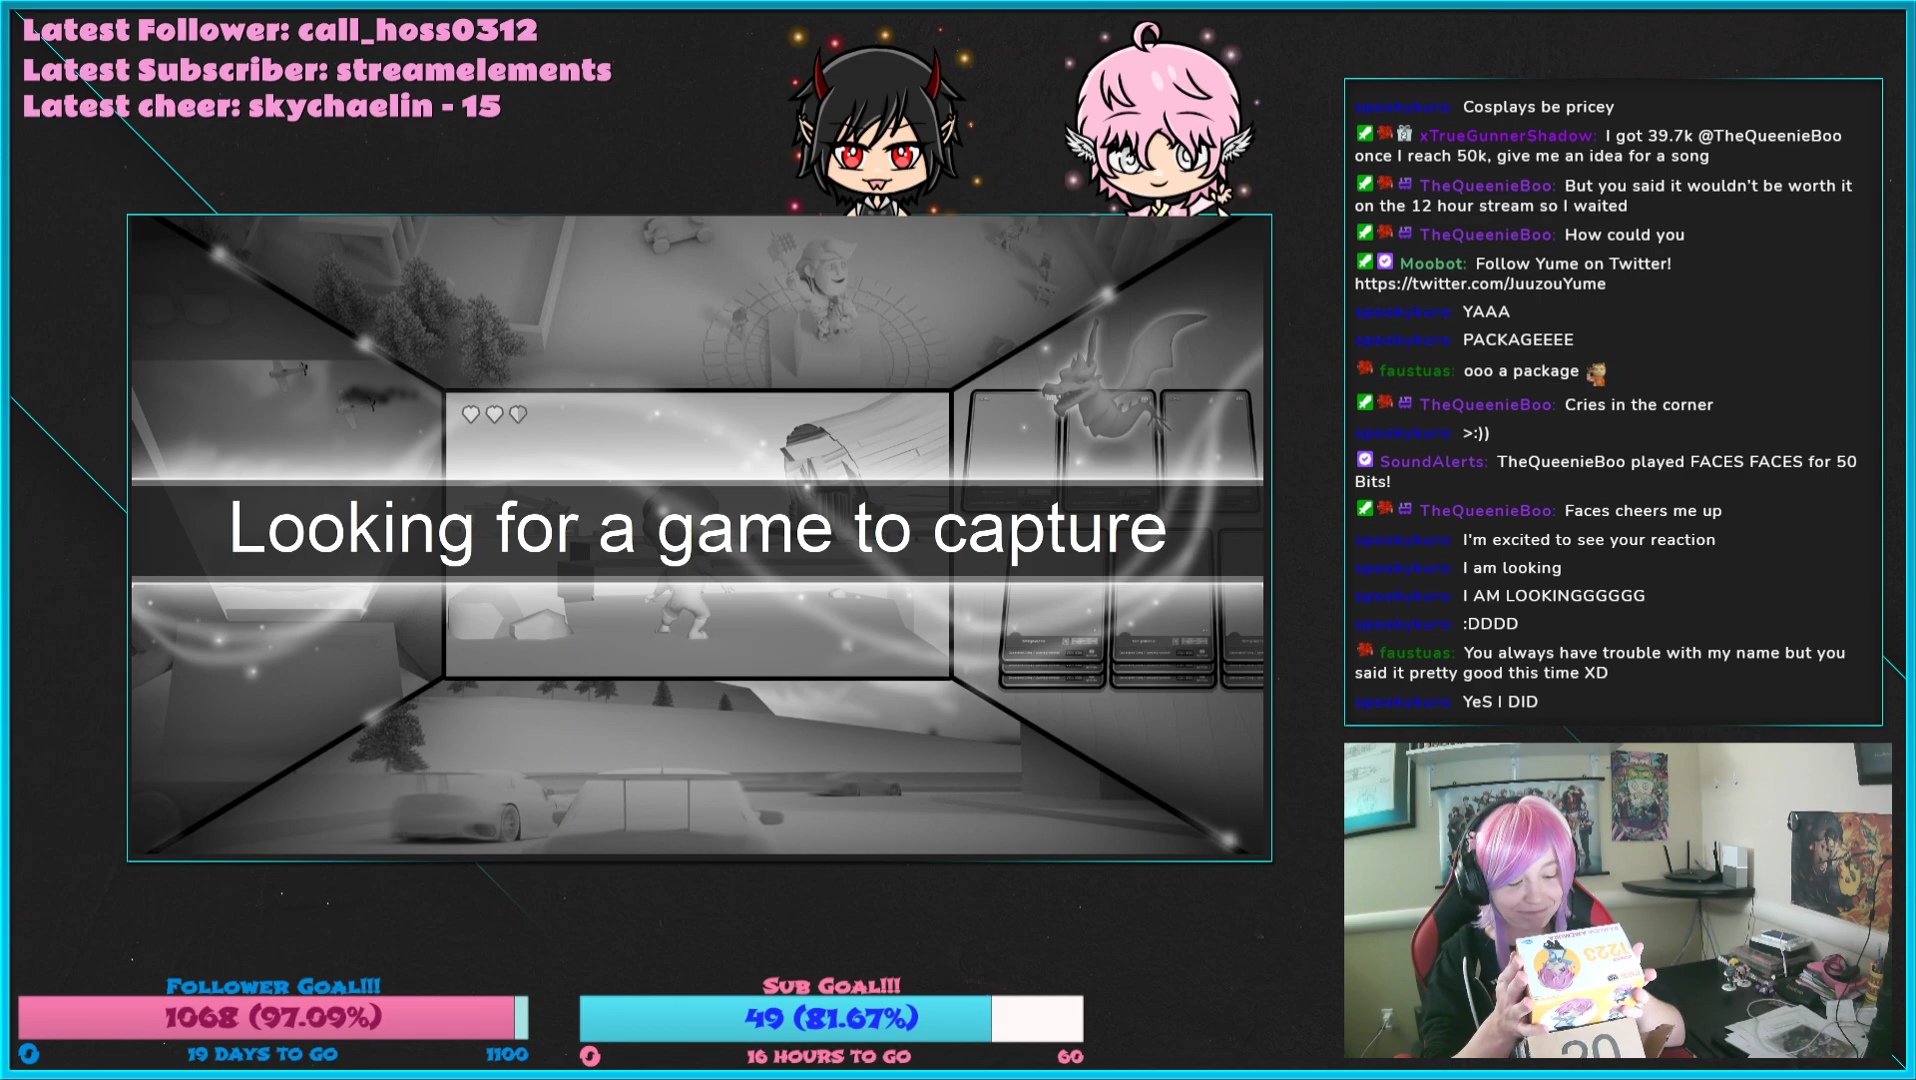 Latest Follower: call_hoss0312
Latest Subscriber: streamelements
Latest cheer: skychaelin - 15
spookykuro: Cosplays be pricey
xTrueGunnerShadow: I got 39.7k @TheQueenieBoo
once I reach 50k, give me an idea for a song
TheQueenieBoo: But you said it wouldn't be worth it
on the 12 hour stream so I waited
TheQueenieBoo: How could you
Moobot: Follow Yume on Twitter!
https://twitter.com/JuuzouYume
spookykuro: YAAA
spookykuro: PACKAGEEEE
faustuas: ooo a package
TheQueenieBoo: Cries in the corner
spookykuro: >:))
SoundAlerts: TheQueenieBoo played FACES FACES for 50
Bits!
TheQueenieBoo: Faces cheers me up
spookykuro: I'm excited to see your reaction
spookykuro: I am looking
spookykuro: I AM LOOKINGGGGGG
spookykuro: :DDDD
faustuas: You always have trouble with my name but you
said it pretty good this time XD
spookykuro: YeS I DID
Looking for a game to capture
Follower Goal!!!
1068 (97.09%)
0
19 days to go
1100
Sub Goal!!!
49 (81.67%)
0
16 hours to go
60
1223
20